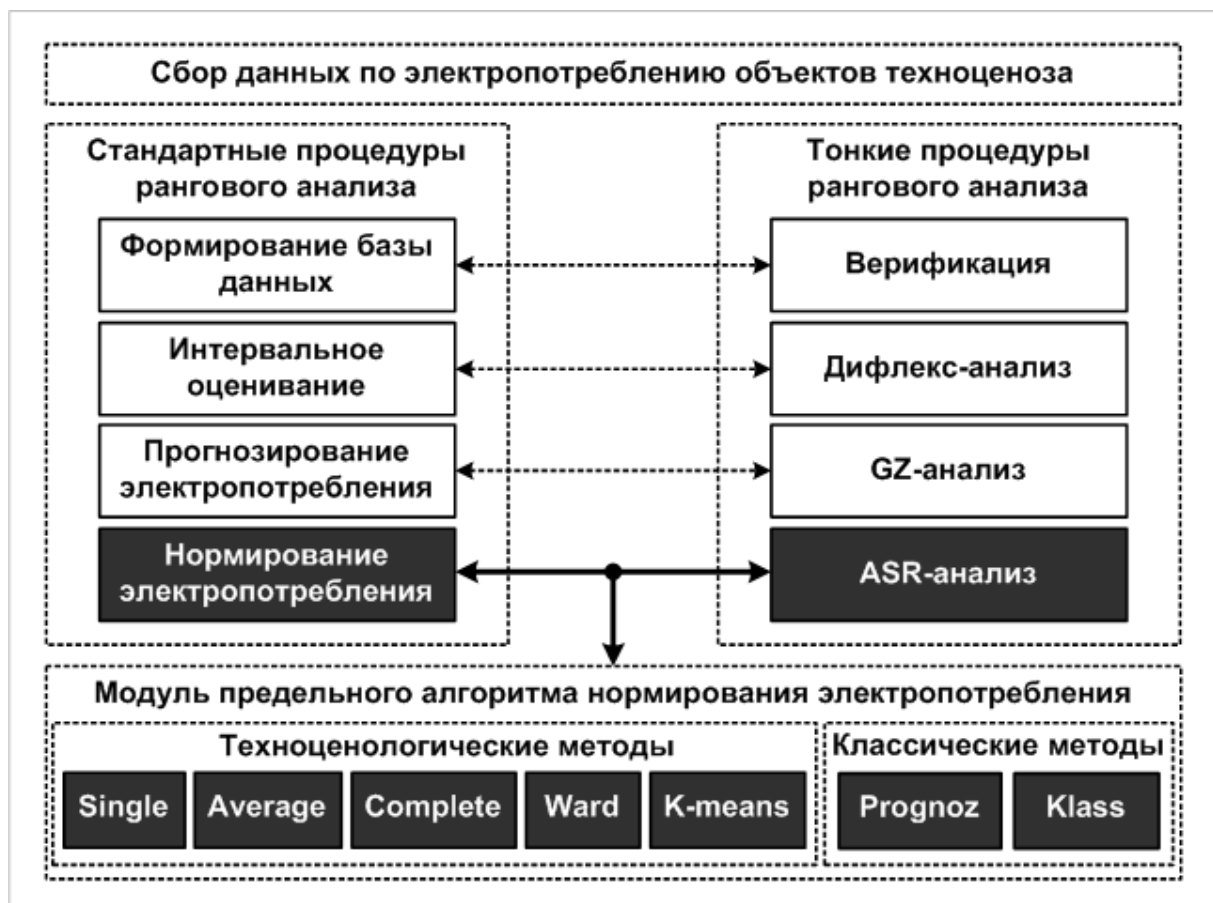 Сбор данных по электропотреблению объектов техноценоза
Стандартные процедуры
рангового анализа
Формирование базы
данных
Интервальное
оценивание
Прогнозирование
электропотребления
Нормирование
электропотребления
Тонкие процедуры
рангового анализа
Верификация
Дифлекс-анализ
GZ-анализ
ASR-анализ
Модуль предельного алгоритма нормирования электропотребления
Техноценологические методы
Single
Average
Complete
Ward
K-means
Классические методы
Prognoz
Klass